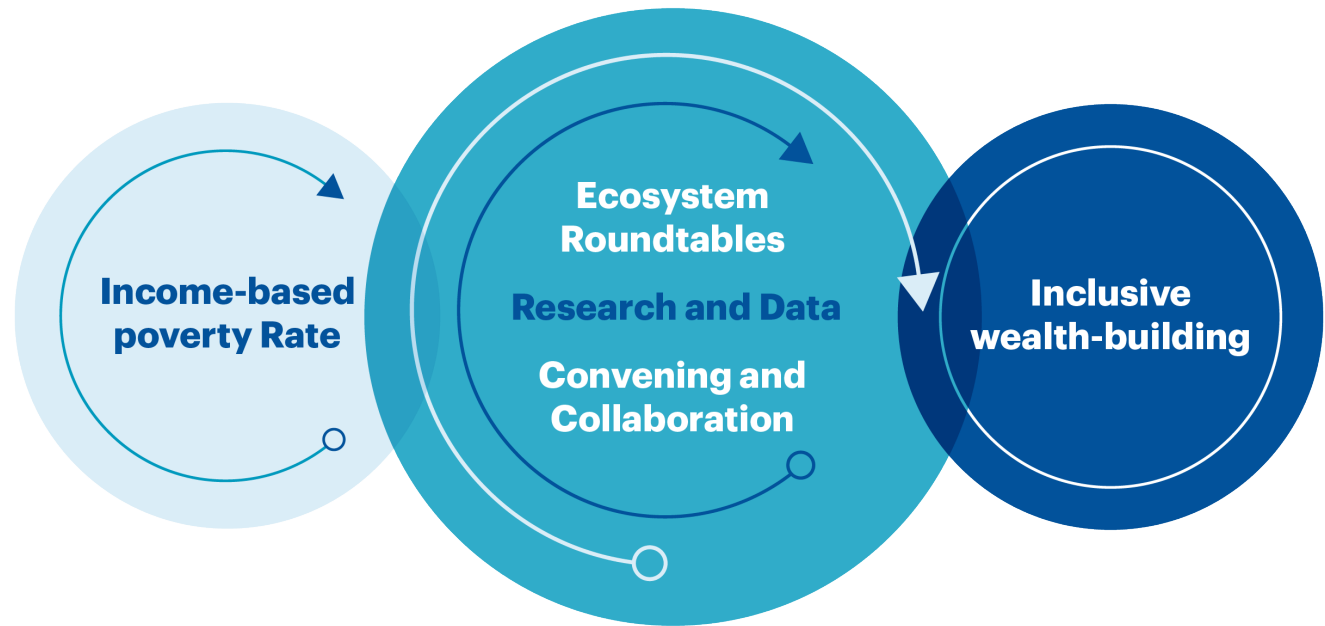 Income-based
poverty Rate
Ecosystem
Roundtables
Research and Data
Convening and
Collaboration
Inclusive
wealth-building